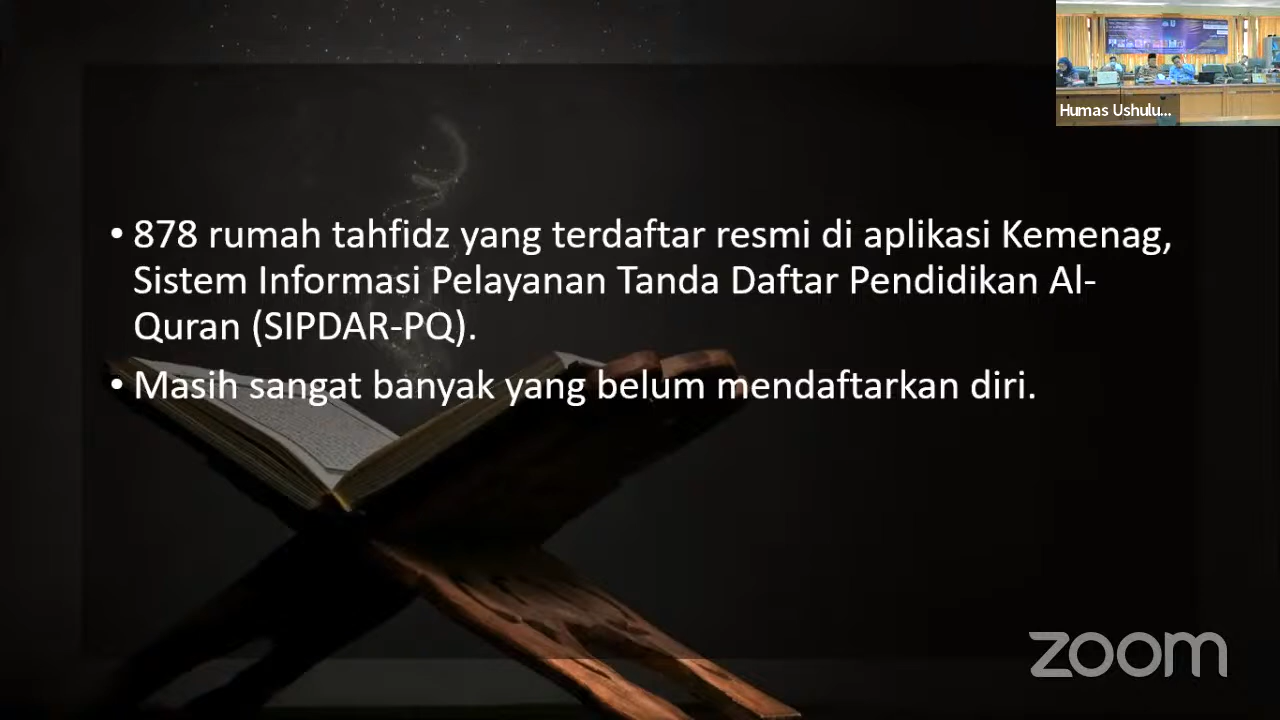 Humas Ushulu...
• 878 rumah tahfidz yang terdaftar resmi di aplikasi Kemenag,
Sistem Informasi Pelayanan Tanda Daftar Pendidikan Al-
Quran (SIPDAR-PQ).
• Masih sangat banyak yang belum mendaftarkan diri.
zoom